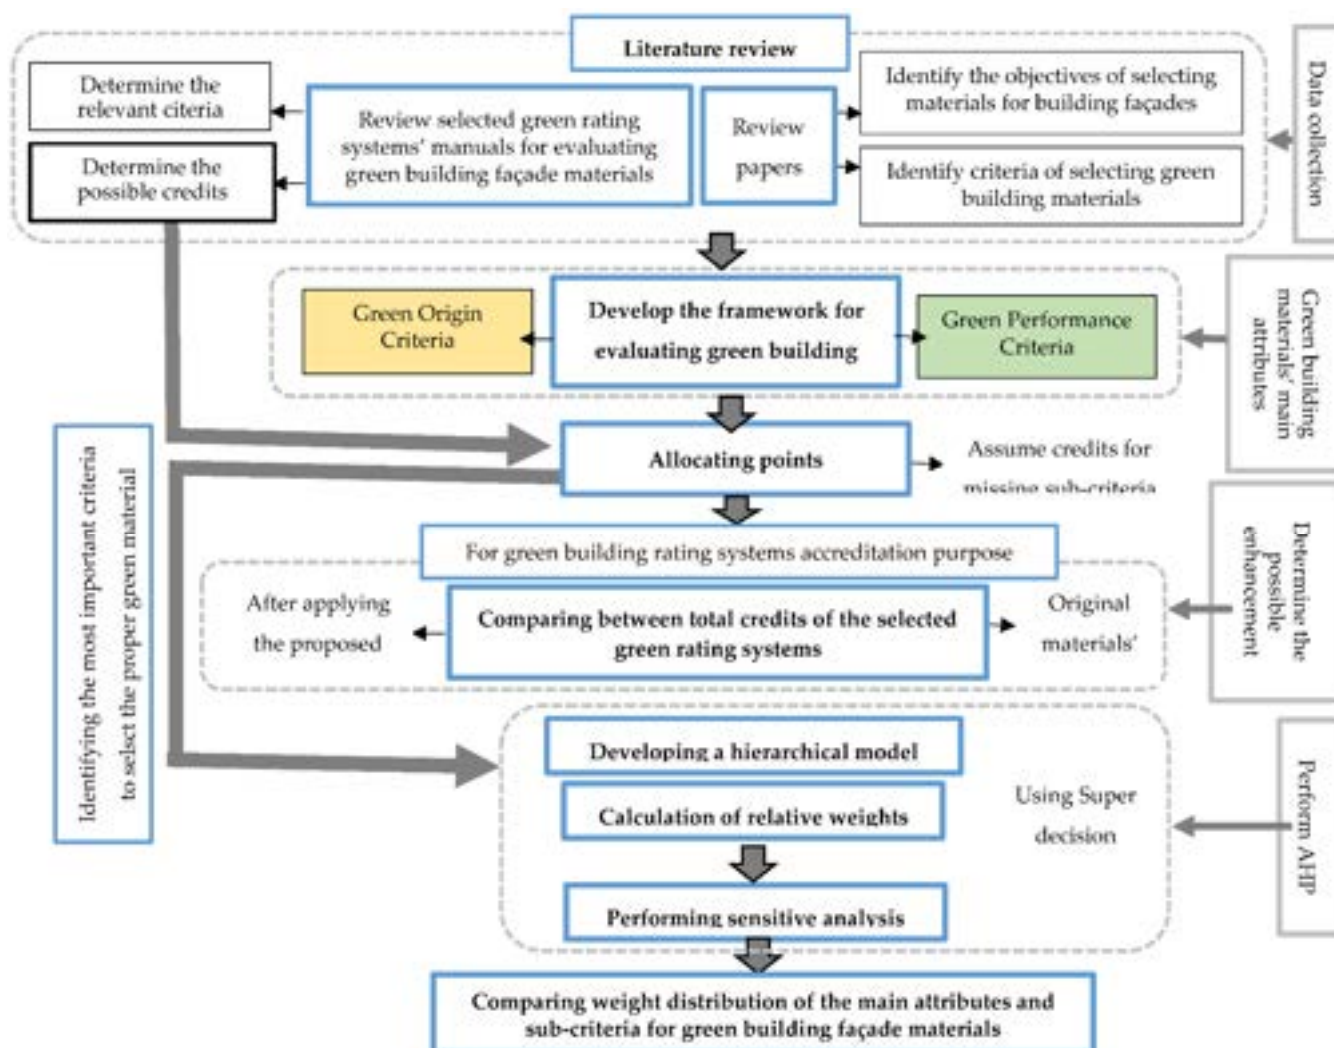 Literature review
Determine the
relevant citeria
Determine the
possible credits
Review selected green rating
systems' manuals for evaluating
green building façade materials
Review
papers
Identify the objectives of selecting
materials for building façades
Identify criteria of selecting green
building materials
Data collection
Green Origin
Criteria
Develop the framework for
evaluating green building
Green Performance
Criteria
Green building
materials' main
attributes
Allocating points
Assume credits for
missing sub-criteria
Identifying the most important criteria
to selsct the proper green material
For green building rating systems accreditation purpose
After applying
the proposed
Comparing between total credits of the selected
green rating systems
Original
materials'
Determine the
possible
enhancement
Developing a hierarchical model
Calculation of relative weights
Performing sensitive analysis
Using Super
decision
Perform AHP
Comparing weight distribution of the main attributes and
sub-criteria for green building façade materials